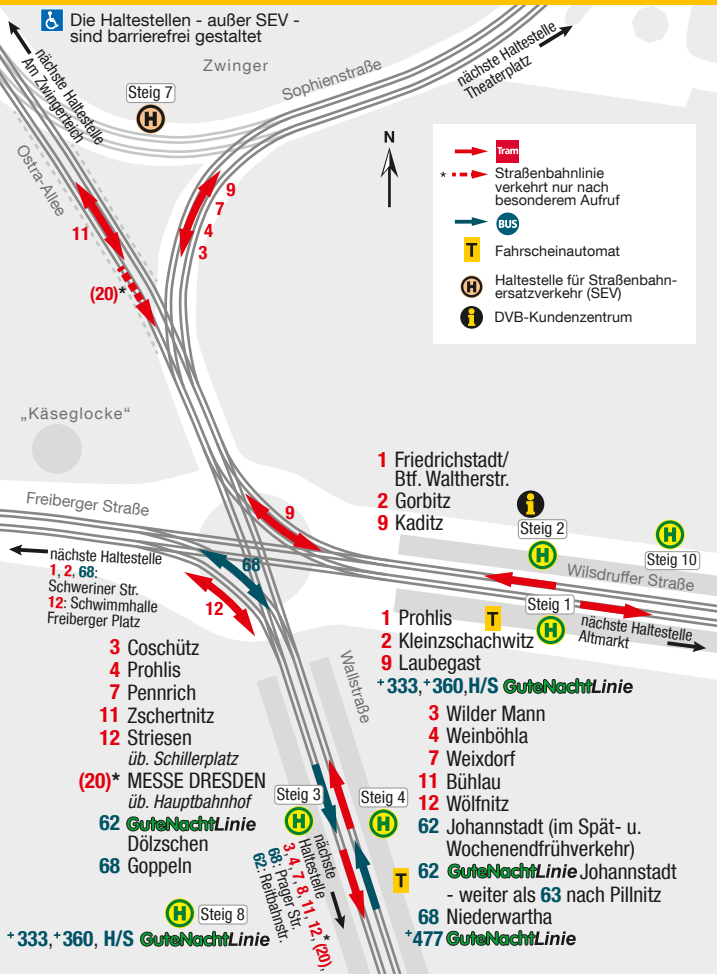 Die Haltestellen - außer SEV -
sind barrierefrei gestaltet
nächste Haltestelle
Am Zwingerteich
Zwinger
Steig 7
H
Sophienstraße
nächste Haltestelle
Theaterplatz
N
Tram
* Straßenbahnlinie
verkehrt nur nach
besonderem Aufruf
BUS
T Fahrscheinautomat
H Haltestelle für Straßenbahn-
ersatzverkehr (SEV)
i DVB-Kundenzentrum
Ostra-Allee
11
(20)*
9
7
4
3
„Käseglocke“
Freiberger Straße
9
68
12
nächste Haltestelle
1, 2, 68:
Schweriner Str.
12: Schwimmhalle
Freiberger Platz
1 Friedrichstadt/
Btf. Waltherstr.
2 Gorbitz
9 Kaditz
i
Steig 2
H
H
Steig 10
Wilsdruffer Straße
Steig 1
H
T
nächste Haltestelle
Altmarkt
1 Prohlis
2 Kleinzschachwitz
9 Laubegast
+333,+360,H/S GuteNachtLinie
Wallstraße
3 Coschütz
4 Prohlis
7 Pennrich
11 Zschertnitz
12 Striesen
üb. Schillerplatz
(20)* MESSE DRESDEN
üb. Hauptbahnhof
62 GuteNachtLinie
Dölzschen
68 Goppeln
H Steig 8
+333,+360, H/S GuteNachtLinie
Steig 3
H
nächste
Haltestelle
3, 4, 7, 8, 11, 12, (20),*
68: Prager Str.
62: Reitbahnstr.
Steig 4
H
T
3 Wilder Mann
4 Weinböhla
7 Weixdorf
11 Bühlau
12 Wölfnitz
62 Johannstadt (im Spät- u.
Wochenendfrühverkehr)
62 GuteNachtLinie Johannstadt
- weiter als 63 nach Pillnitz
68 Niederwartha
+477 GuteNachtLinie